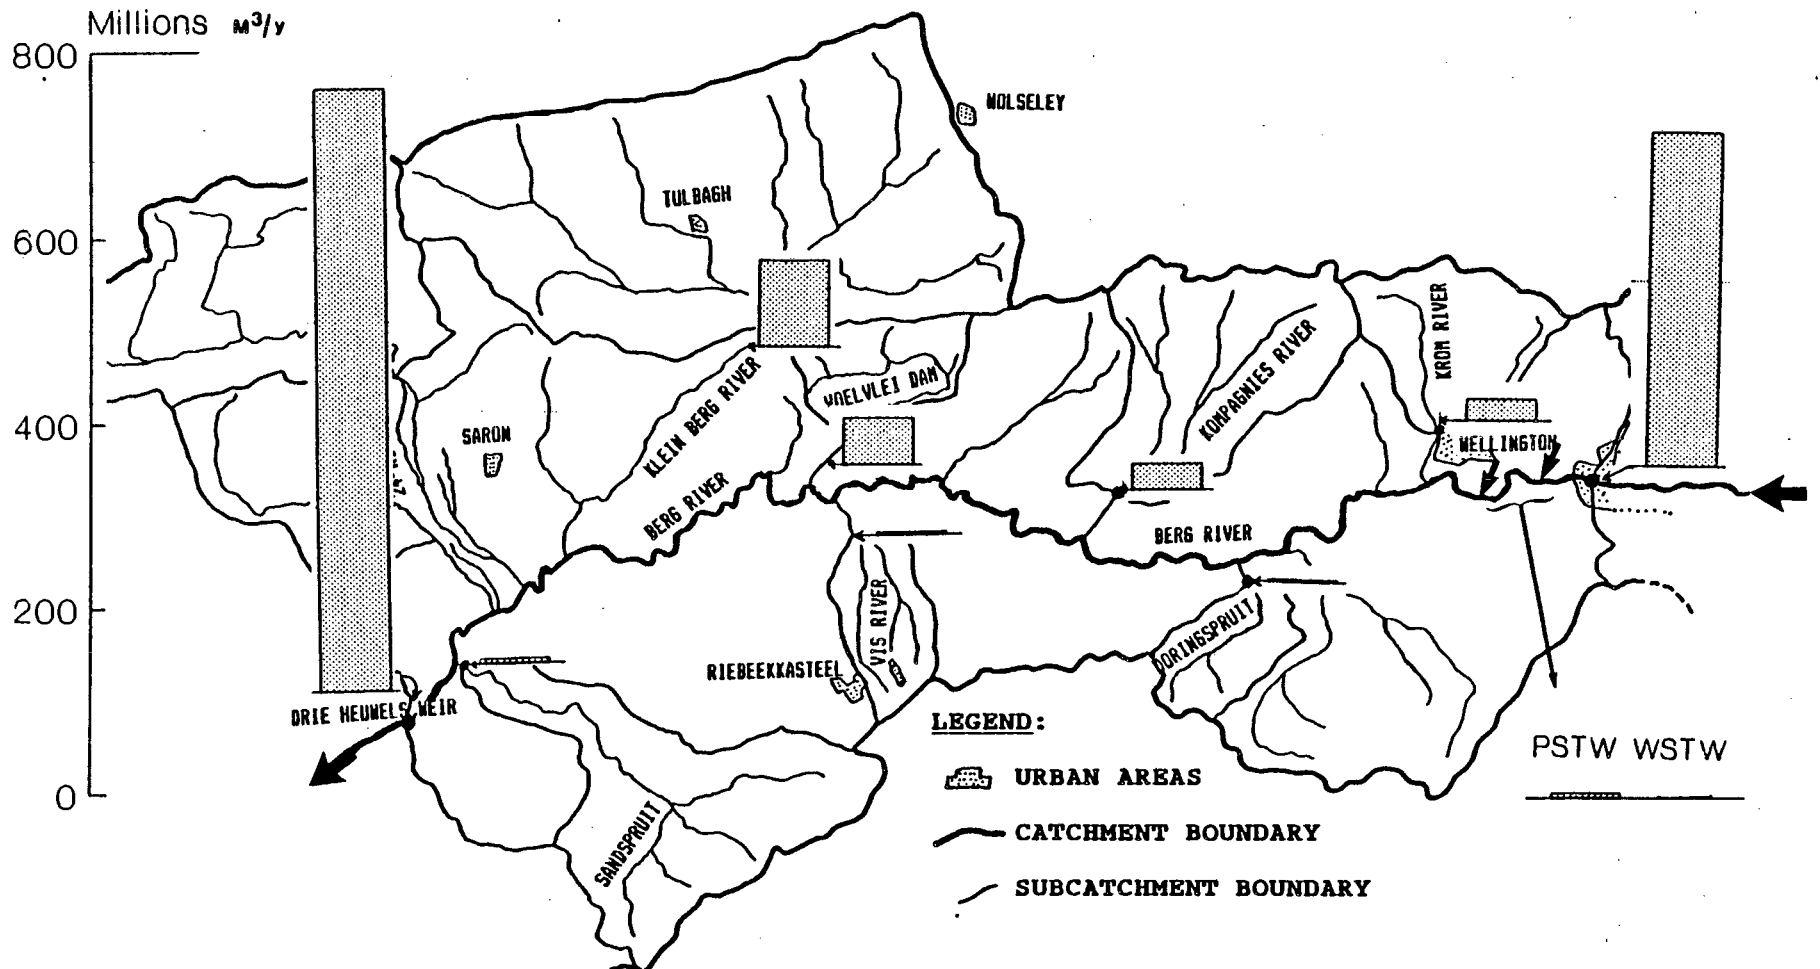 Millions M³/y
800
600
400
200
0
WOLSELEY
TULBAGH
KROM RIVER
KOMPAGNIES RIVER
VOELVLEI DAM
KLEIN BERG RIVER
SARON
WELLINGTON
BERG RIVER
BERG RIVER
VIS RIVER
DORINGSPRUIT
RIEBEEKKASTEEL
DRIE HEUWELS WEIR
SANDSPRUIT
PSTW WSTW
LEGEND:
URBAN AREAS
CATCHMENT BOUNDARY
SUBCATCHMENT BOUNDARY